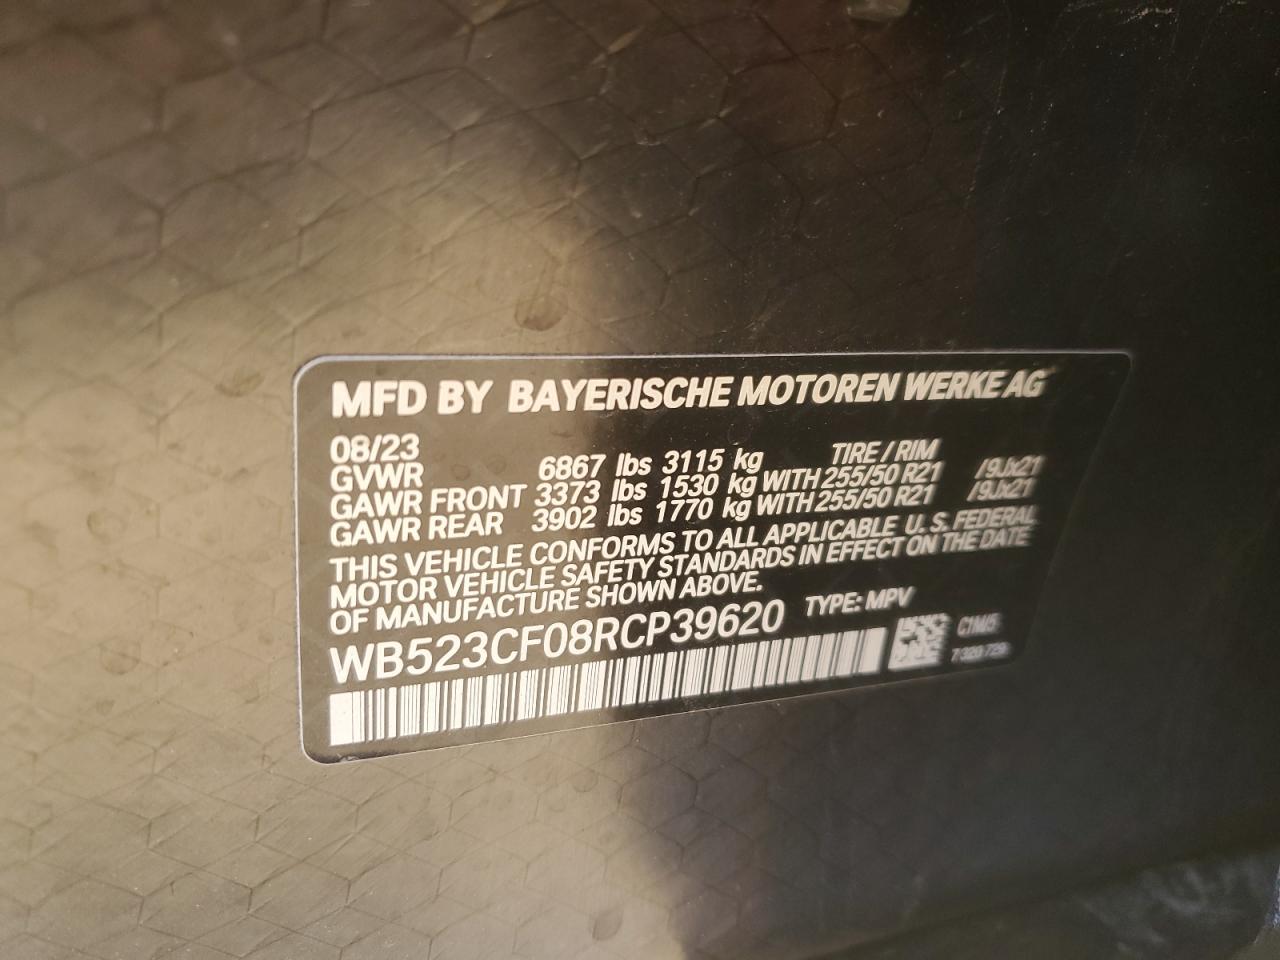 MFD BY BAYERISCHE MOTOREN WERKE AG
08/23 TIRE / RIM
GVWR 6867 lbs 3115 kg
GAWR FRONT 3373 lbs 1530 kg WITH 255/50 R21 /9Jx21
GAWR REAR 3902 lbs 1770 kg WITH 255/50 R21 /9Jx21
THIS VEHICLE CONFORMS TO ALL APPLICABLE U. S. FEDERAL
MOTOR VEHICLE SAFETY STANDARDS IN EFFECT ON THE DATE
OF MANUFACTURE SHOWN ABOVE.
WB523CF08RCP39620 TYPE: MPV